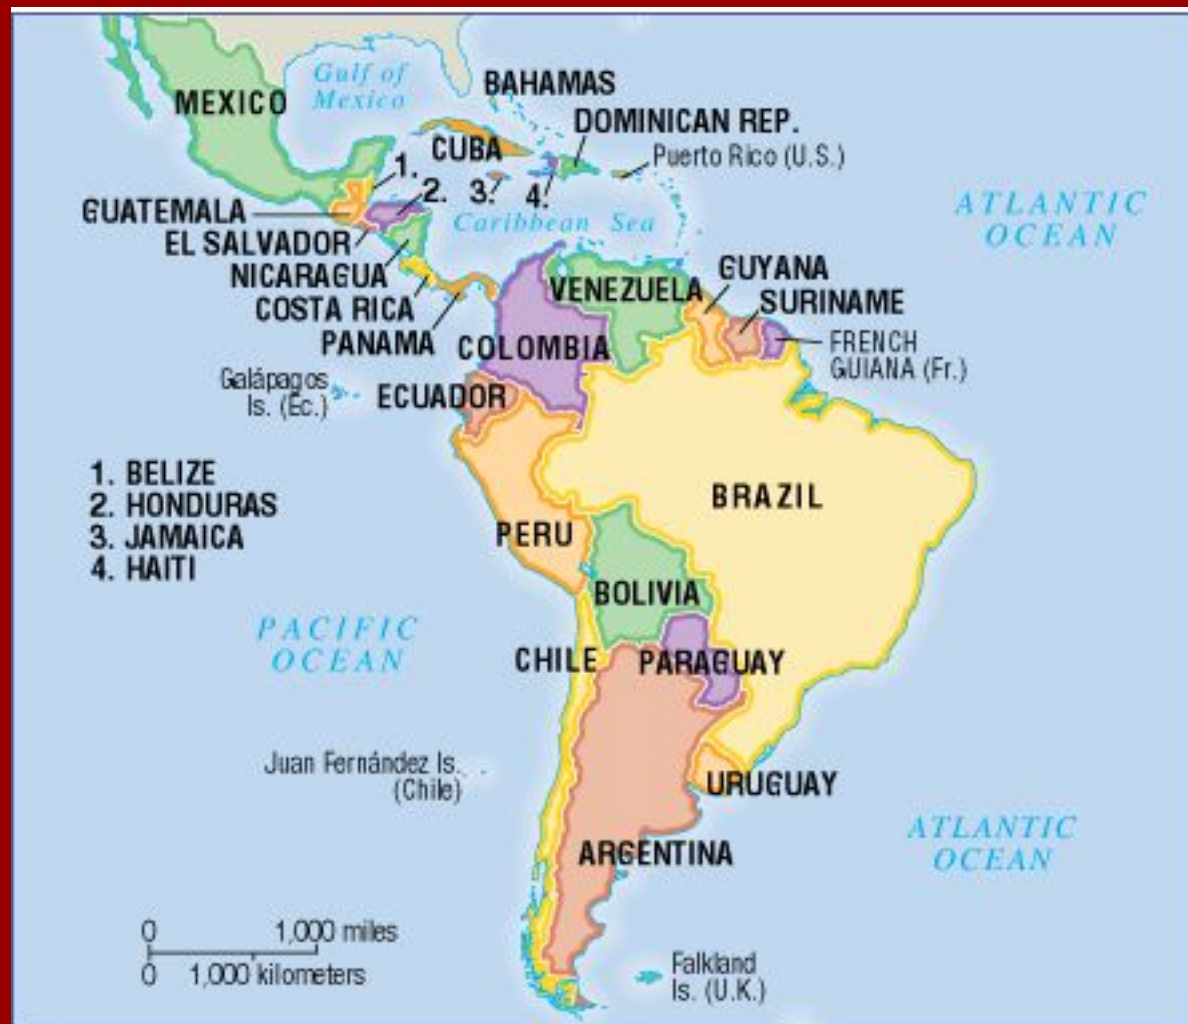 Gulf of
Mexico
MEXICO
BAHAMAS
DOMINICAN REP.
CUBA
Puerto Rico (U.S.)
1.
2.
3.
4.
GUATEMALA
Caribbean Sea
ATLANTIC
OCEAN
EL SALVADOR
NICARAGUA
COSTA RICA
PANAMA
VENEZUELA
GUYANA
SURINAME
COLOMBIA
FRENCH
GUIANA (Fr.)
Galápagos
Is. (Ec.)
ECUADOR
1. BELIZE
2. HONDURAS
3. JAMAICA
4. HAITI
BRAZIL
PERU
BOLIVIA
PACIFIC
OCEAN
CHILE
PARAGUAY
Juan Fernández Is.
(Chile)
URUGUAY
ATLANTIC
OCEAN
ARGENTINA
0 1,000 miles
0 1,000 kilometers
Falkland
Is. (U.K.)